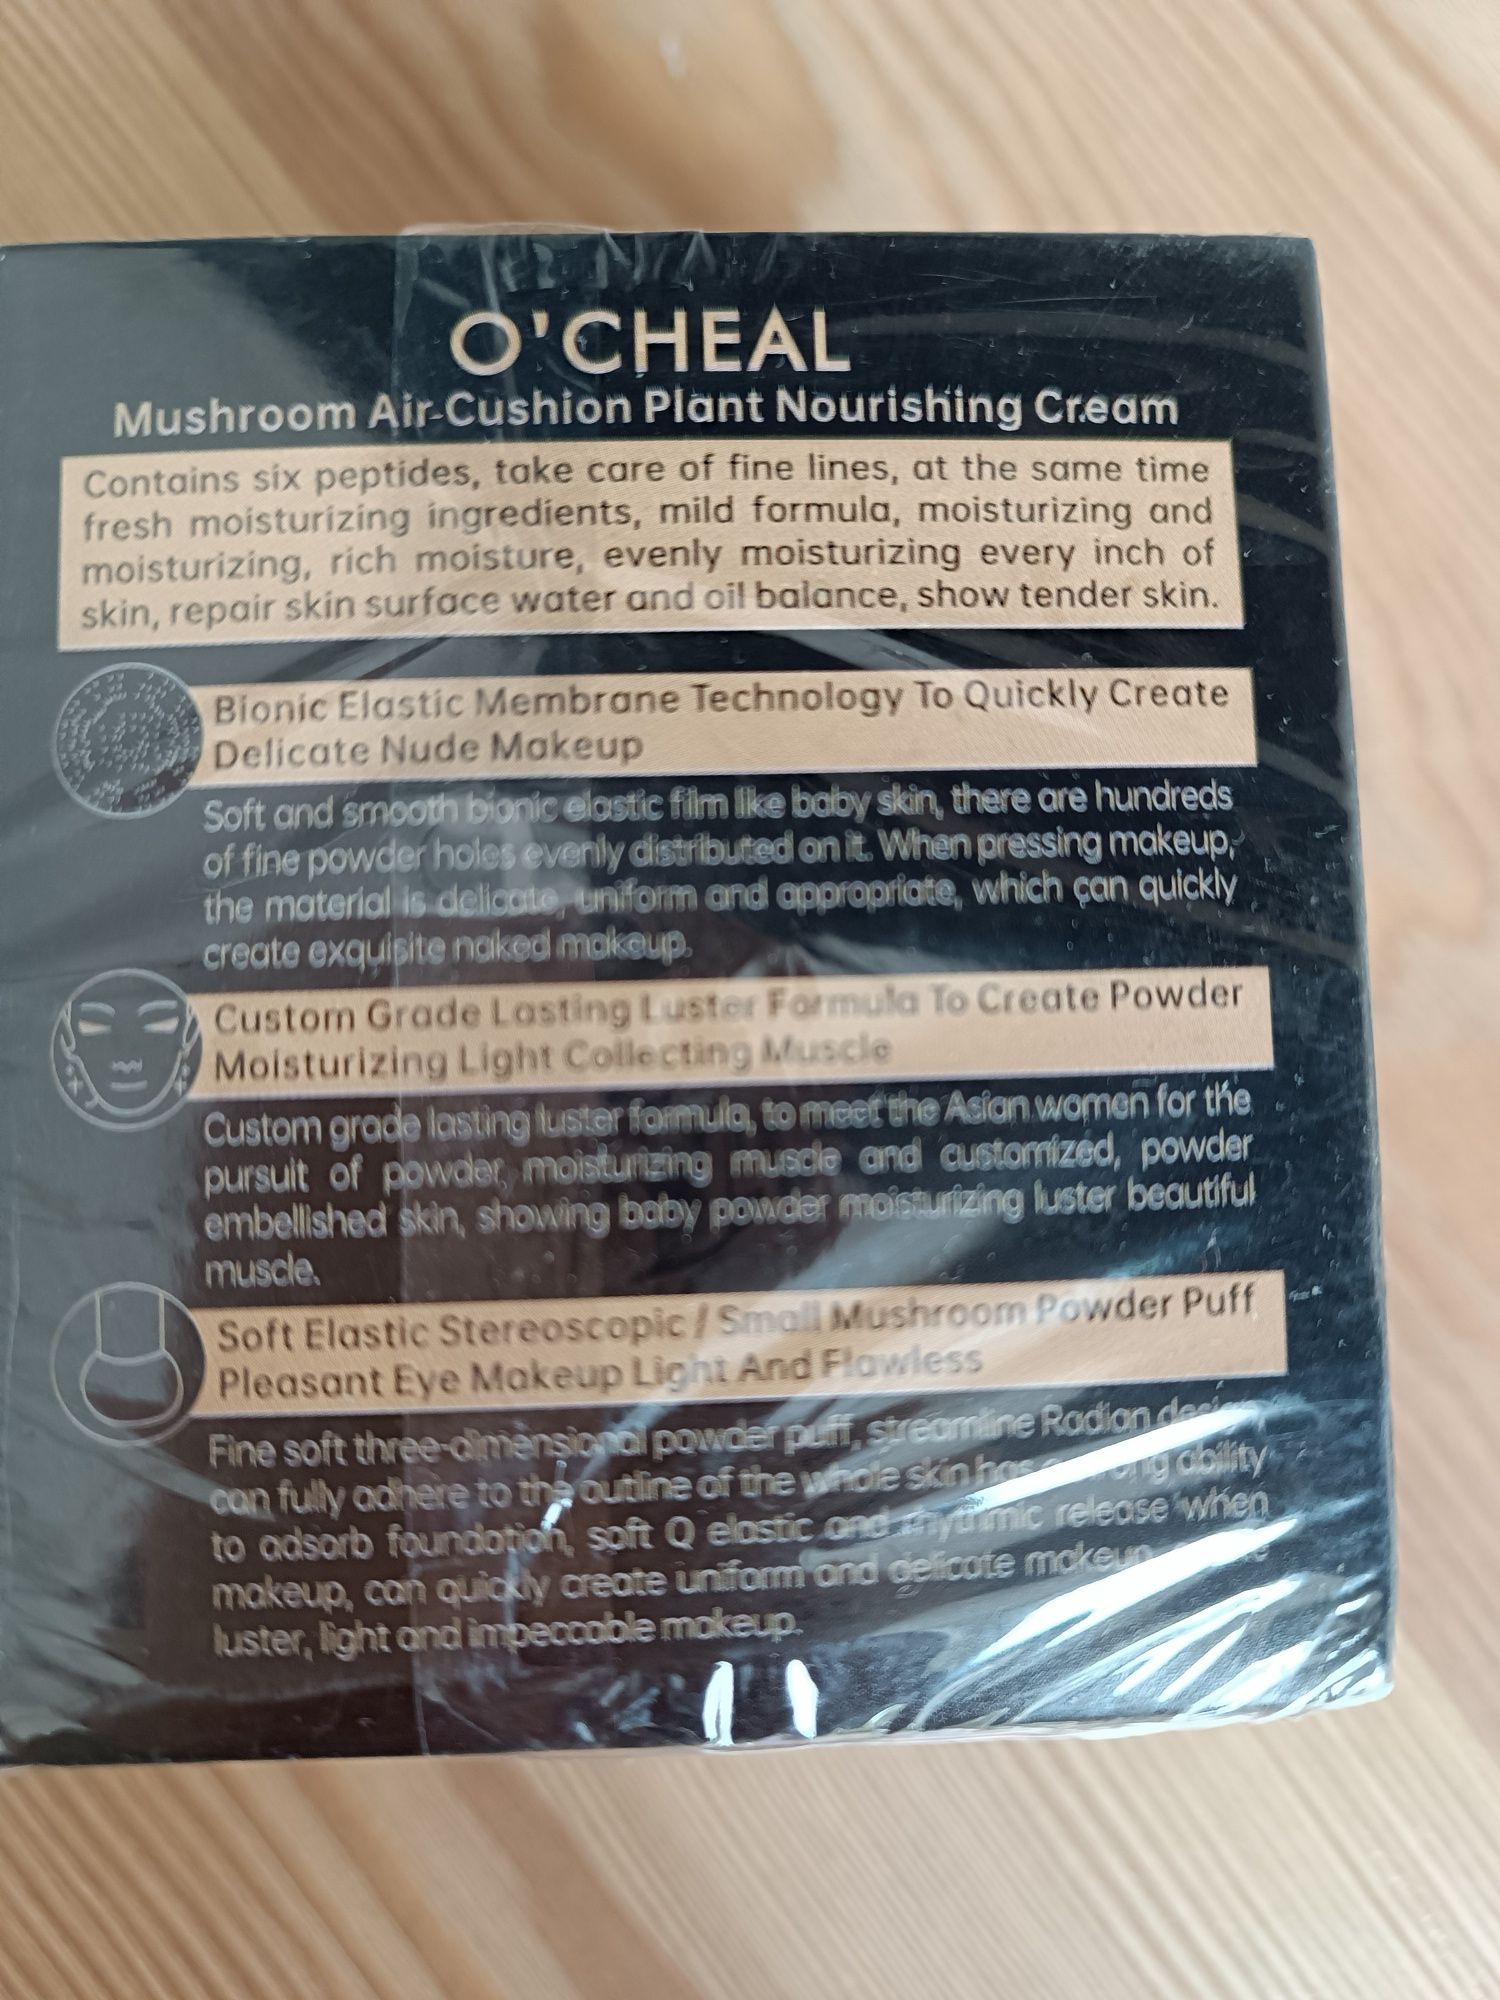 O'CHEAL
Mushroom Air-Cushion Plant Nourishing Cream
Contains six peptides, take care of fine lines, at the same time
fresh moisturizing ingredients, mild formula, moisturizing and
moisturizing, rich moisture, evenly moisturizing every inch of
skin, repair skin surface water and oil balance, show tender skin.
Bionic Elastic Membrane Technology To Quickly Create
Delicate Nude Makeup
Soft and smooth bionic elastic film like baby skin, there are hundreds
of fine powder holes evenly distributed on it. When pressing makeup,
the material is delicate, uniform and appropriate, which can quickly
create exquisite naked makeup.
Custom Grade Lasting Luster Formula To Create Powder
Moisturizing Light Collecting Muscle
Custom grade lasting luster formula, to meet the Asian women for the
pursuit of powder, moisturizing muscle and customized, powder
embellished skin, showing baby powder moisturizing luster beautiful
muscle.
Soft Elastic Stereoscopic / Small Mushroom Powder Puff
Pleasant Eye Makeup Light And Flawless
Fine soft three-dimensional powder puff, streamline Radian design,
can fully adhere to the outline of the whole skin has a strong ability
to adsorb foundation, soft Q elastic and rhythmic release when
makeup, can quickly create uniform and delicate makeup
luster, light and impeccable makeup.